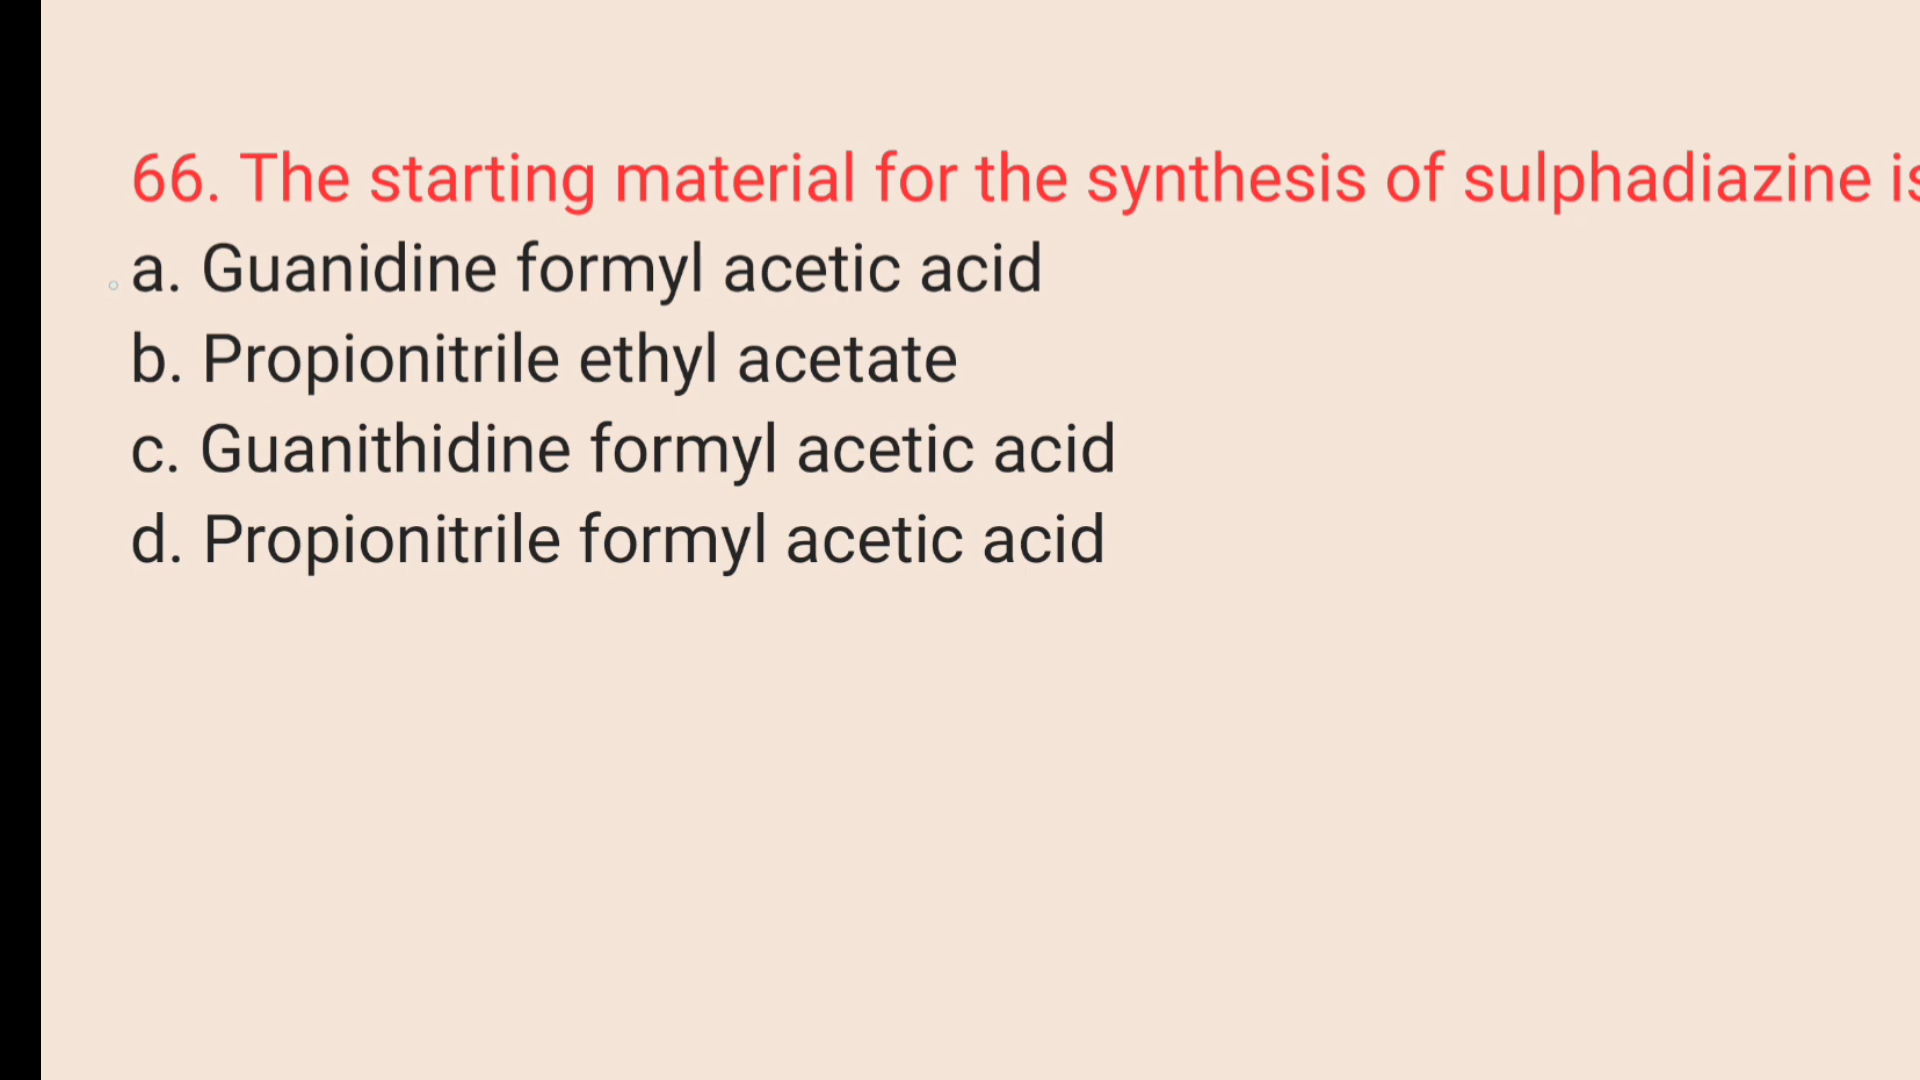 66. The starting material for the synthesis of sulphadiazine is
a. Guanidine formyl acetic acid
b. Propionitrile ethyl acetate
c. Guanithidine formyl acetic acid
d. Propionitrile formyl acetic acid